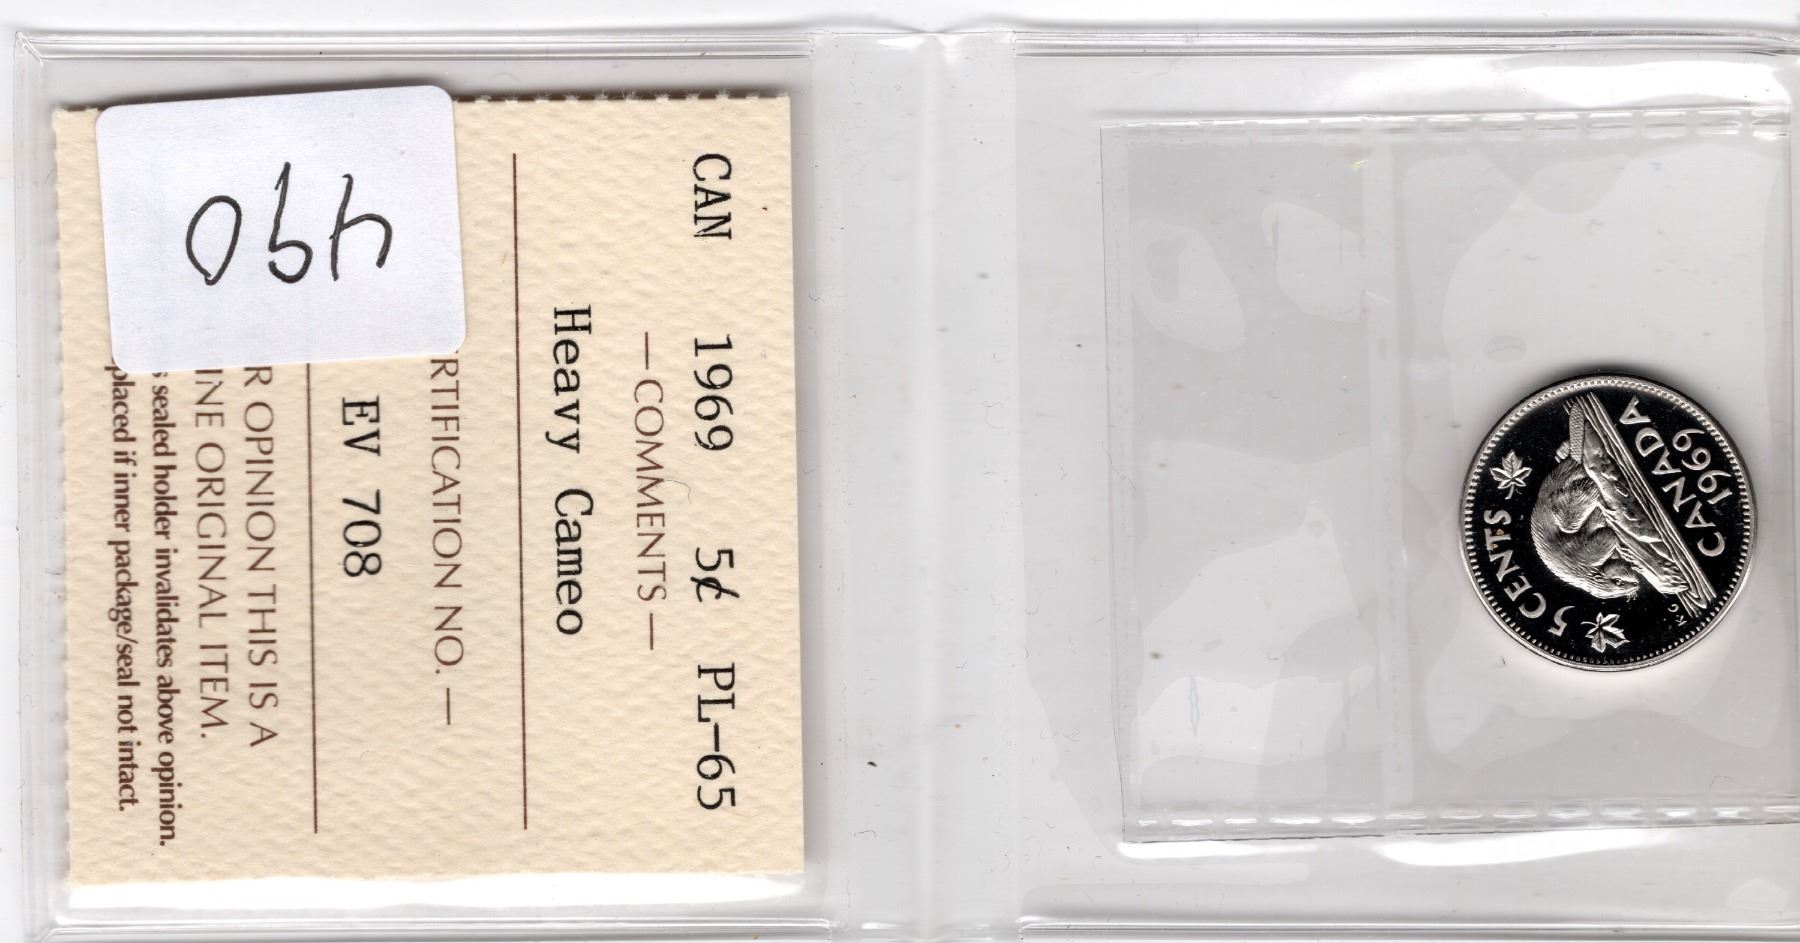 CAN 1969 5¢ PL-65
—COMMENTS—
Heavy Cameo
RTIFICATION NO. —
EV 708
R OPINION THIS IS A
INE ORIGINAL ITEM.
s sealed holder invalidates above opinion.
placed if inner package/seal not intact.
490
5 CENTS
K G
CANADA
1969